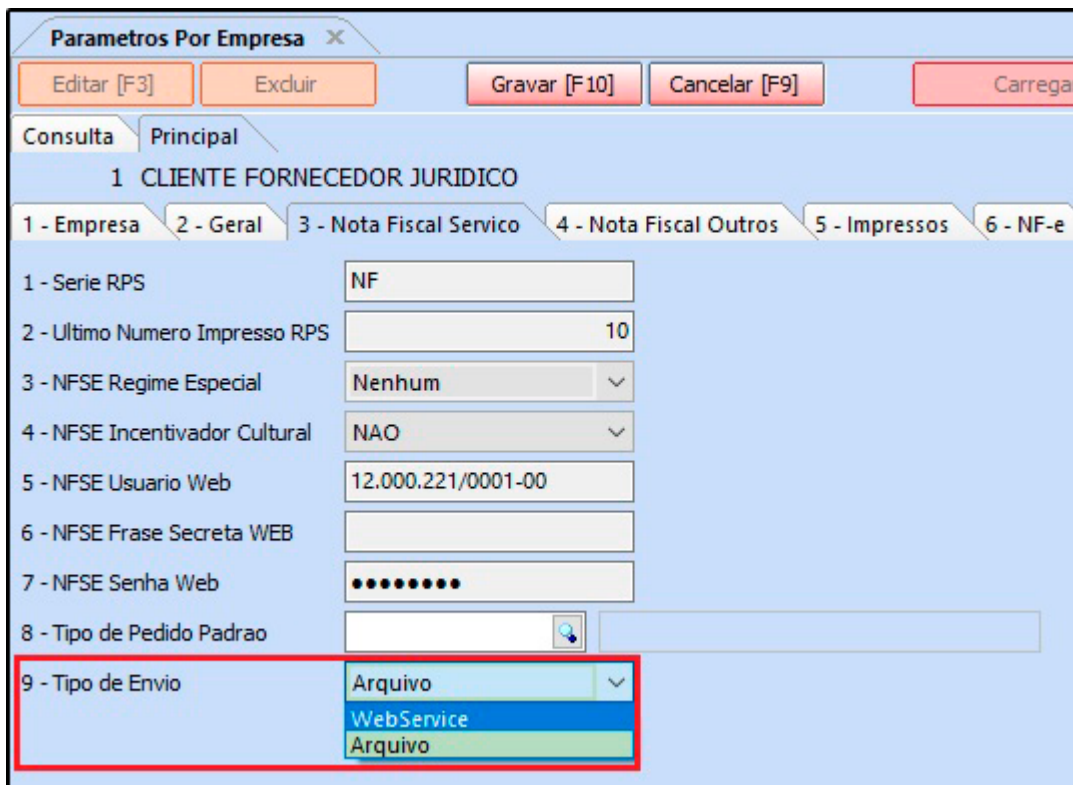 Parametros Por Empresa
Editar [F3] Excluir Gravar [F10] Cancelar [F9] Carregar
Consulta Principal
1 CLIENTE FORNECEDOR JURIDICO
1 - Empresa 2 - Geral 3 - Nota Fiscal Servico 4 - Nota Fiscal Outros 5 - Impressos 6 - NF-e
1 - Serie RPS NF
2 - Ultimo Numero Impresso RPS 10
3 - NFSE Regime Especial Nenhum
4 - NFSE Incentivador Cultural NAO
5 - NFSE Usuario Web 12.000.221/0001-00
6 - NFSE Frase Secreta WEB
7 - NFSE Senha Web ●●●●●●●●
8 - Tipo de Pedido Padrao
9 - Tipo de Envio Arquivo
WebService
Arquivo